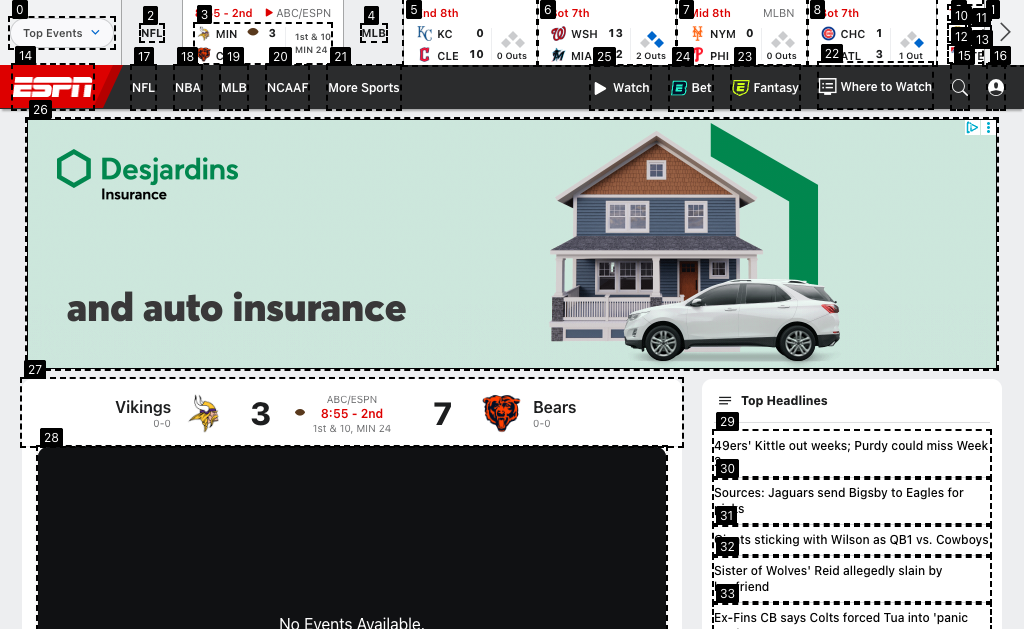 0
2
3
4
5
6
7
8
10
11
1
12
13
Top Events
NFL
5 - 2nd
ABC/ESPN
MIN
3
1st & 10
MIN 24
MLB
nd 8th
KC
0
CLE
10
0 Outs
ot 7th
WSH
13
MIA
2
2 Outs
Mid 8th
MLBN
NYM
0
PHI
0 Outs
ot 7th
CHC
1
ATL
3
1 Out
14
17
18
19
20
21
25
24
23
22
15
16
ESPN
NFL
NBA
MLB
NCAAF
More Sports
Watch
Bet
Fantasy
Where to Watch
26
Desjardins
Insurance
and auto insurance
27
Vikings
0-0
3
ABC/ESPN
8:55 - 2nd
1st & 10, MIN 24
7
Bears
0-0
28
No Events Available.
Top Headlines
29
49ers' Kittle out weeks; Purdy could miss Week
30
Sources: Jaguars send Bigsby to Eagles for
31
sticking with Wilson as QB1 vs. Cowboys
32
Sister of Wolves' Reid allegedly slain by
33
Ex-Fins CB says Colts forced Tua into 'panic